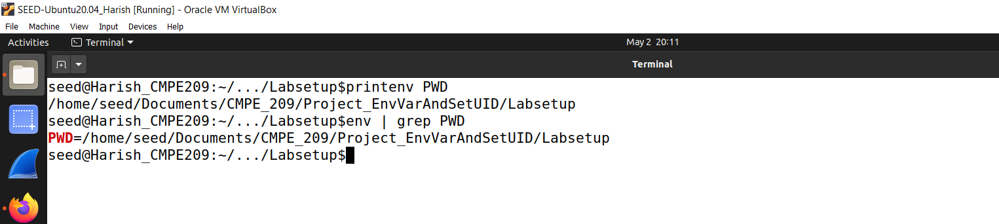 SEED-Ubuntu20.04_Harish [Running] - Oracle VM VirtualBox
File Machine View Input Devices Help
Activities Terminal May 2 20:11
Terminal
seed@Harish_CMPE209:~/.../Labsetup$printenv PWD
/home/seed/Documents/CMPE_209/Project_EnvVarAndSetUID/Labsetup
seed@Harish_CMPE209:~/.../Labsetup$env | grep PWD
PWD=/home/seed/Documents/CMPE_209/Project_EnvVarAndSetUID/Labsetup
seed@Harish_CMPE209:~/.../Labsetup$